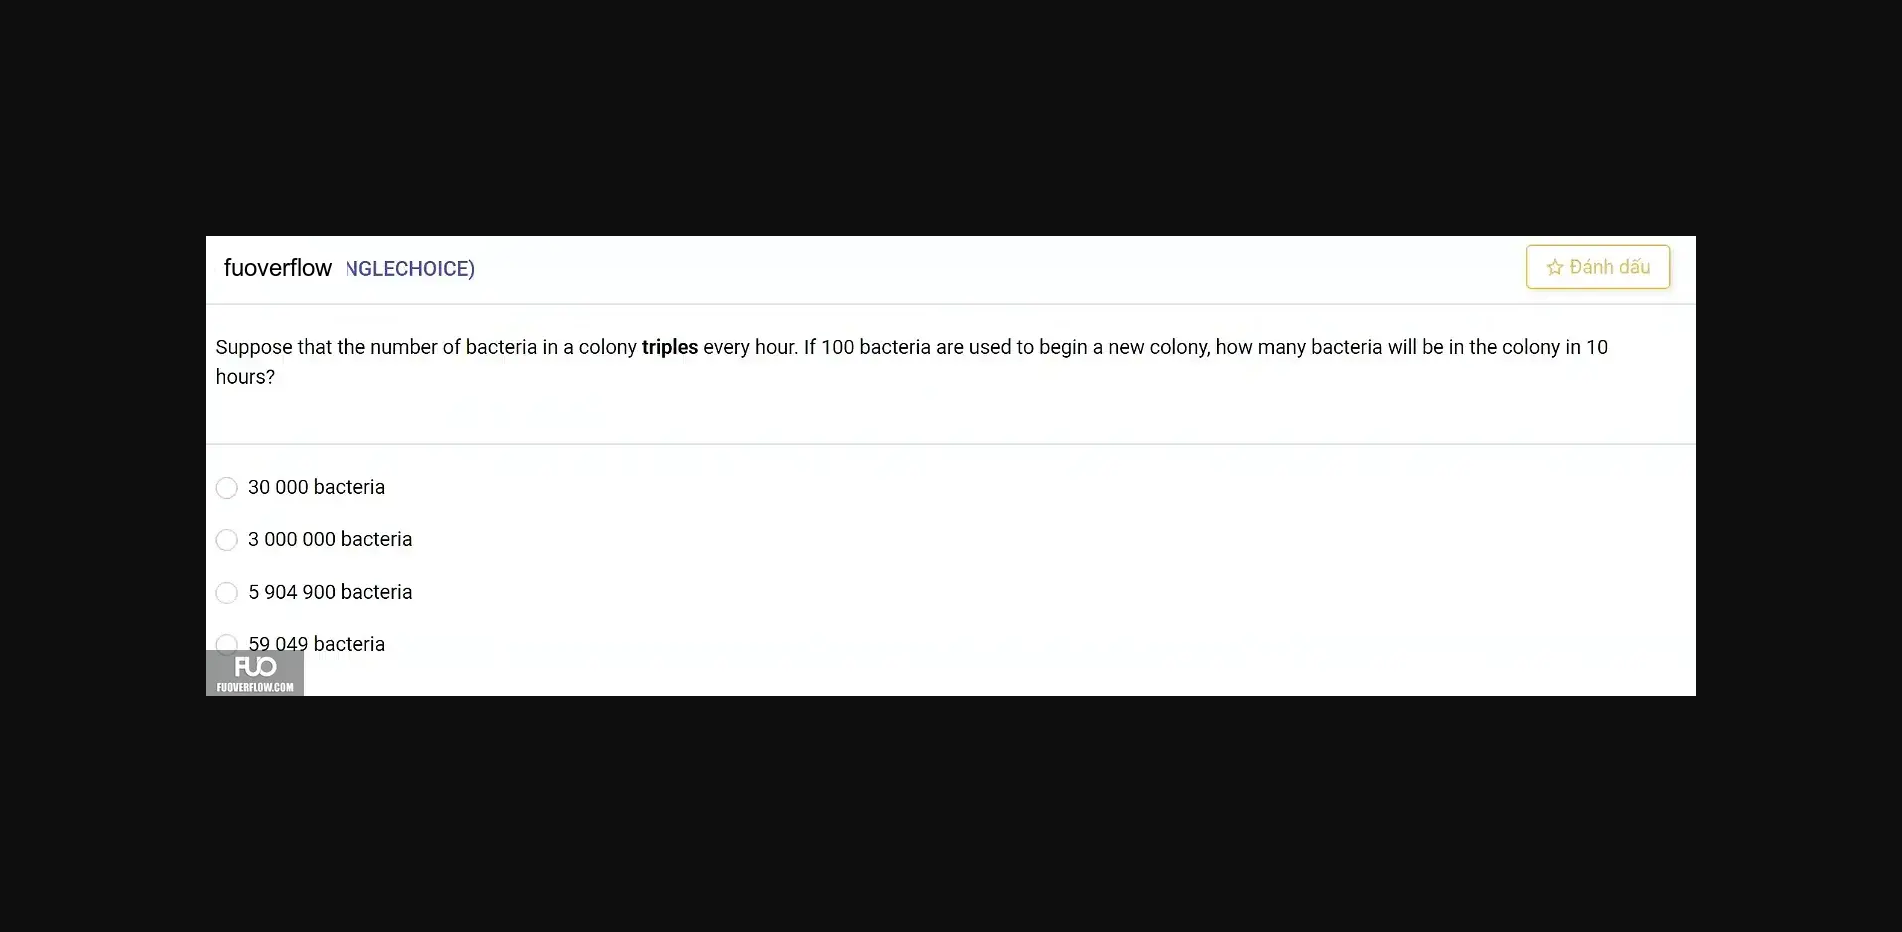 fuoverflow NGLECHOICE)
Đánh dấu
Suppose that the number of bacteria in a colony triples every hour. If 100 bacteria are used to begin a new colony, how many bacteria will be in the colony in 10
hours?
30 000 bacteria
3 000 000 bacteria
5 904 900 bacteria
59 049 bacteria
FUO
FUOVERFLOW.COM